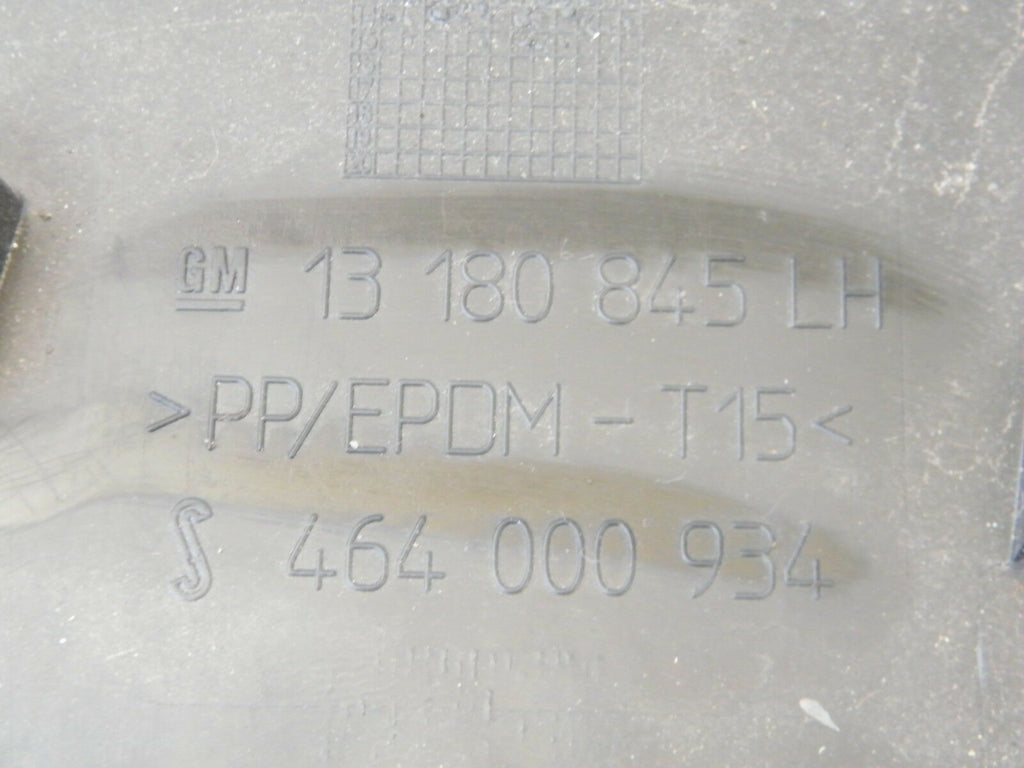 GM 13 180 845 LH
>PP/EPDM - T15<
S 464 000 934